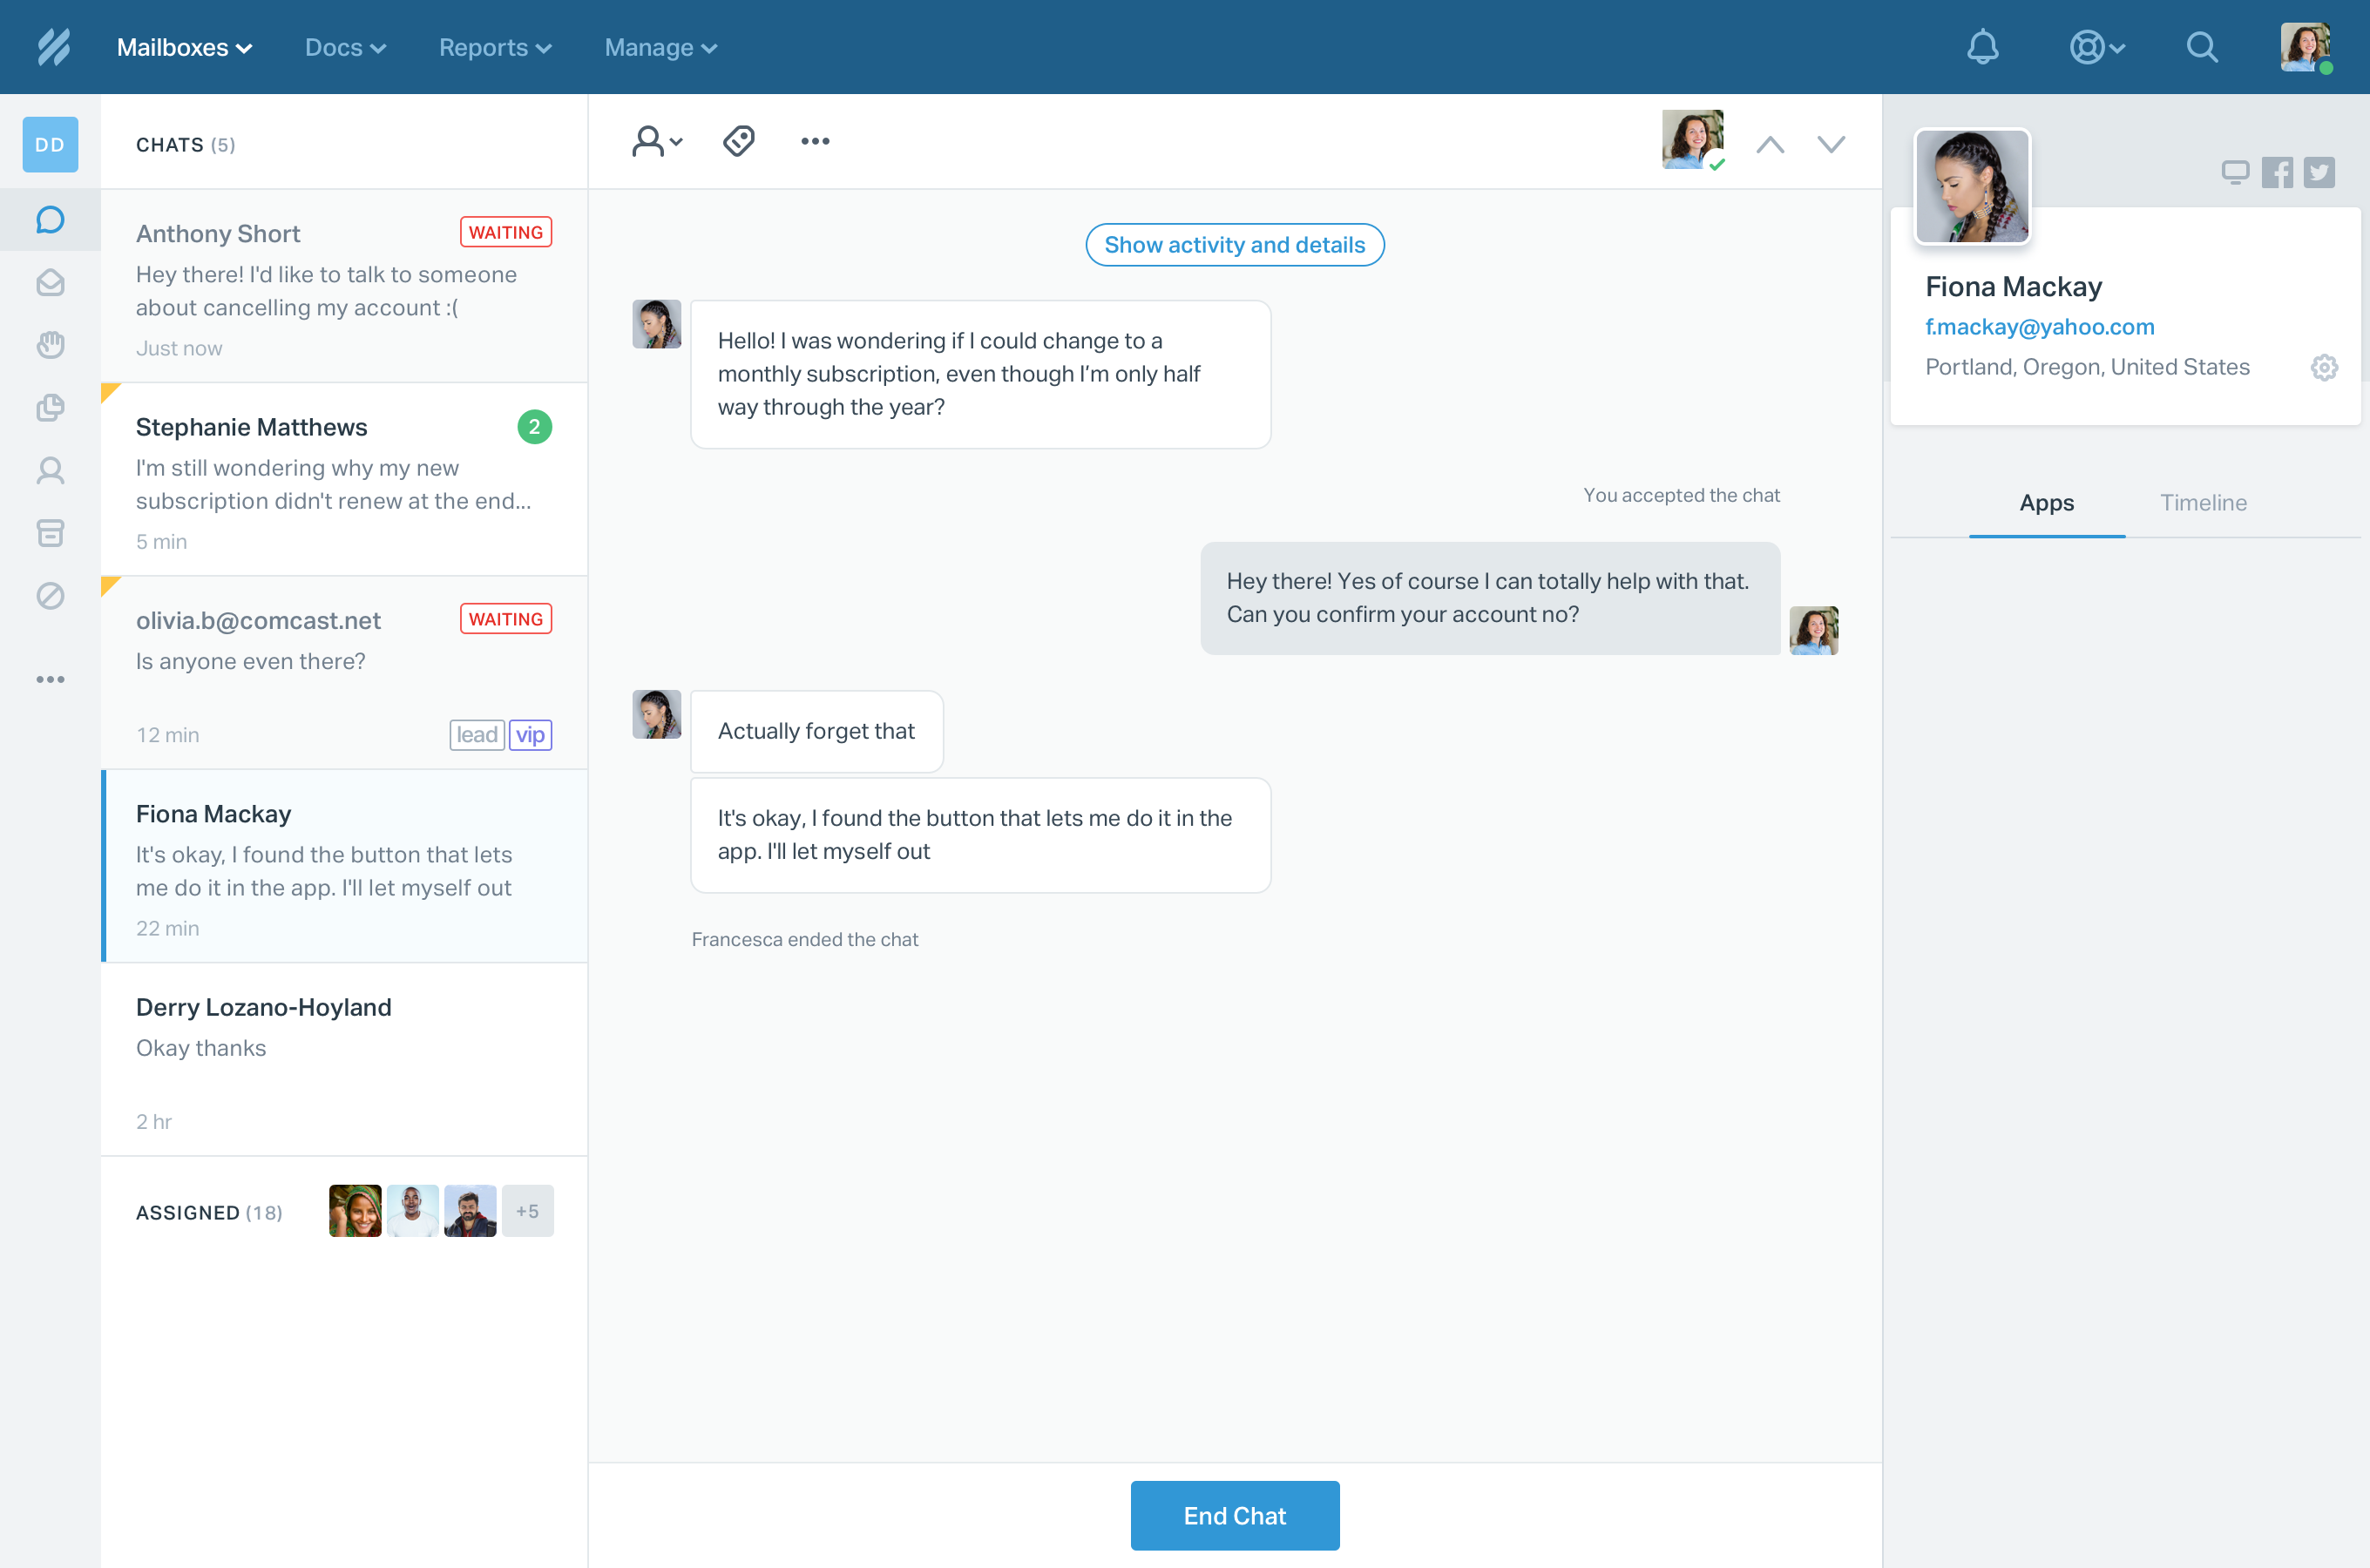 Mailboxes
Docs
Reports
Manage
DD
CHATS (5)
Anthony Short
WAITING
Hey there! I'd like to talk to someone
about cancelling my account :(
Just now
Stephanie Matthews
2
I'm still wondering why my new
subscription didn't renew at the end...
5 min
olivia.b@comcast.net
WAITING
Is anyone even there?
12 min
lead
vip
Fiona Mackay
It's okay, I found the button that lets
me do it in the app. I'll let myself out
22 min
Derry Lozano-Hoyland
Okay thanks
2 hr
ASSIGNED (18)
+5
Show activity and details
Hello! I was wondering if I could change to a
monthly subscription, even though I’m only half
way through the year?
You accepted the chat
Hey there! Yes of course I can totally help with that.
Can you confirm your account no?
Actually forget that
It's okay, I found the button that lets me do it in the
app. I'll let myself out
Francesca ended the chat
End Chat
Fiona Mackay
f.mackay@yahoo.com
Portland, Oregon, United States
Apps
Timeline